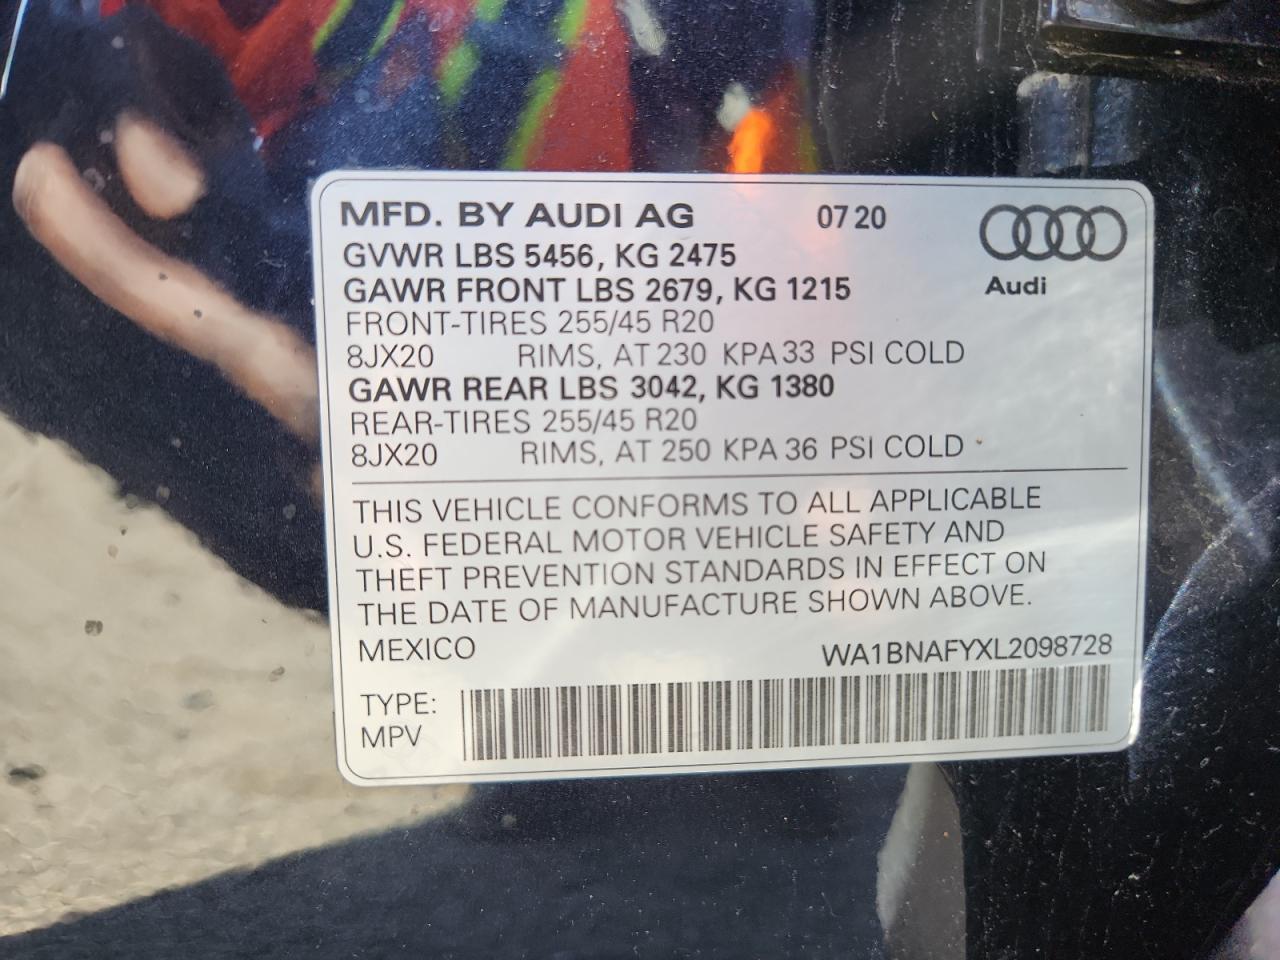 MFD. BY AUDI AG 07 20
GVWR LBS 5456, KG 2475
GAWR FRONT LBS 2679, KG 1215
Audi
FRONT-TIRES 255/45 R20
8JX20 RIMS, AT 230 KPA 33 PSI COLD
GAWR REAR LBS 3042, KG 1380
REAR-TIRES 255/45 R20
8JX20 RIMS, AT 250 KPA 36 PSI COLD
THIS VEHICLE CONFORMS TO ALL APPLICABLE
U.S. FEDERAL MOTOR VEHICLE SAFETY AND
THEFT PREVENTION STANDARDS IN EFFECT ON
THE DATE OF MANUFACTURE SHOWN ABOVE.
MEXICO WA1BNAFYXL2098728
TYPE:
MPV